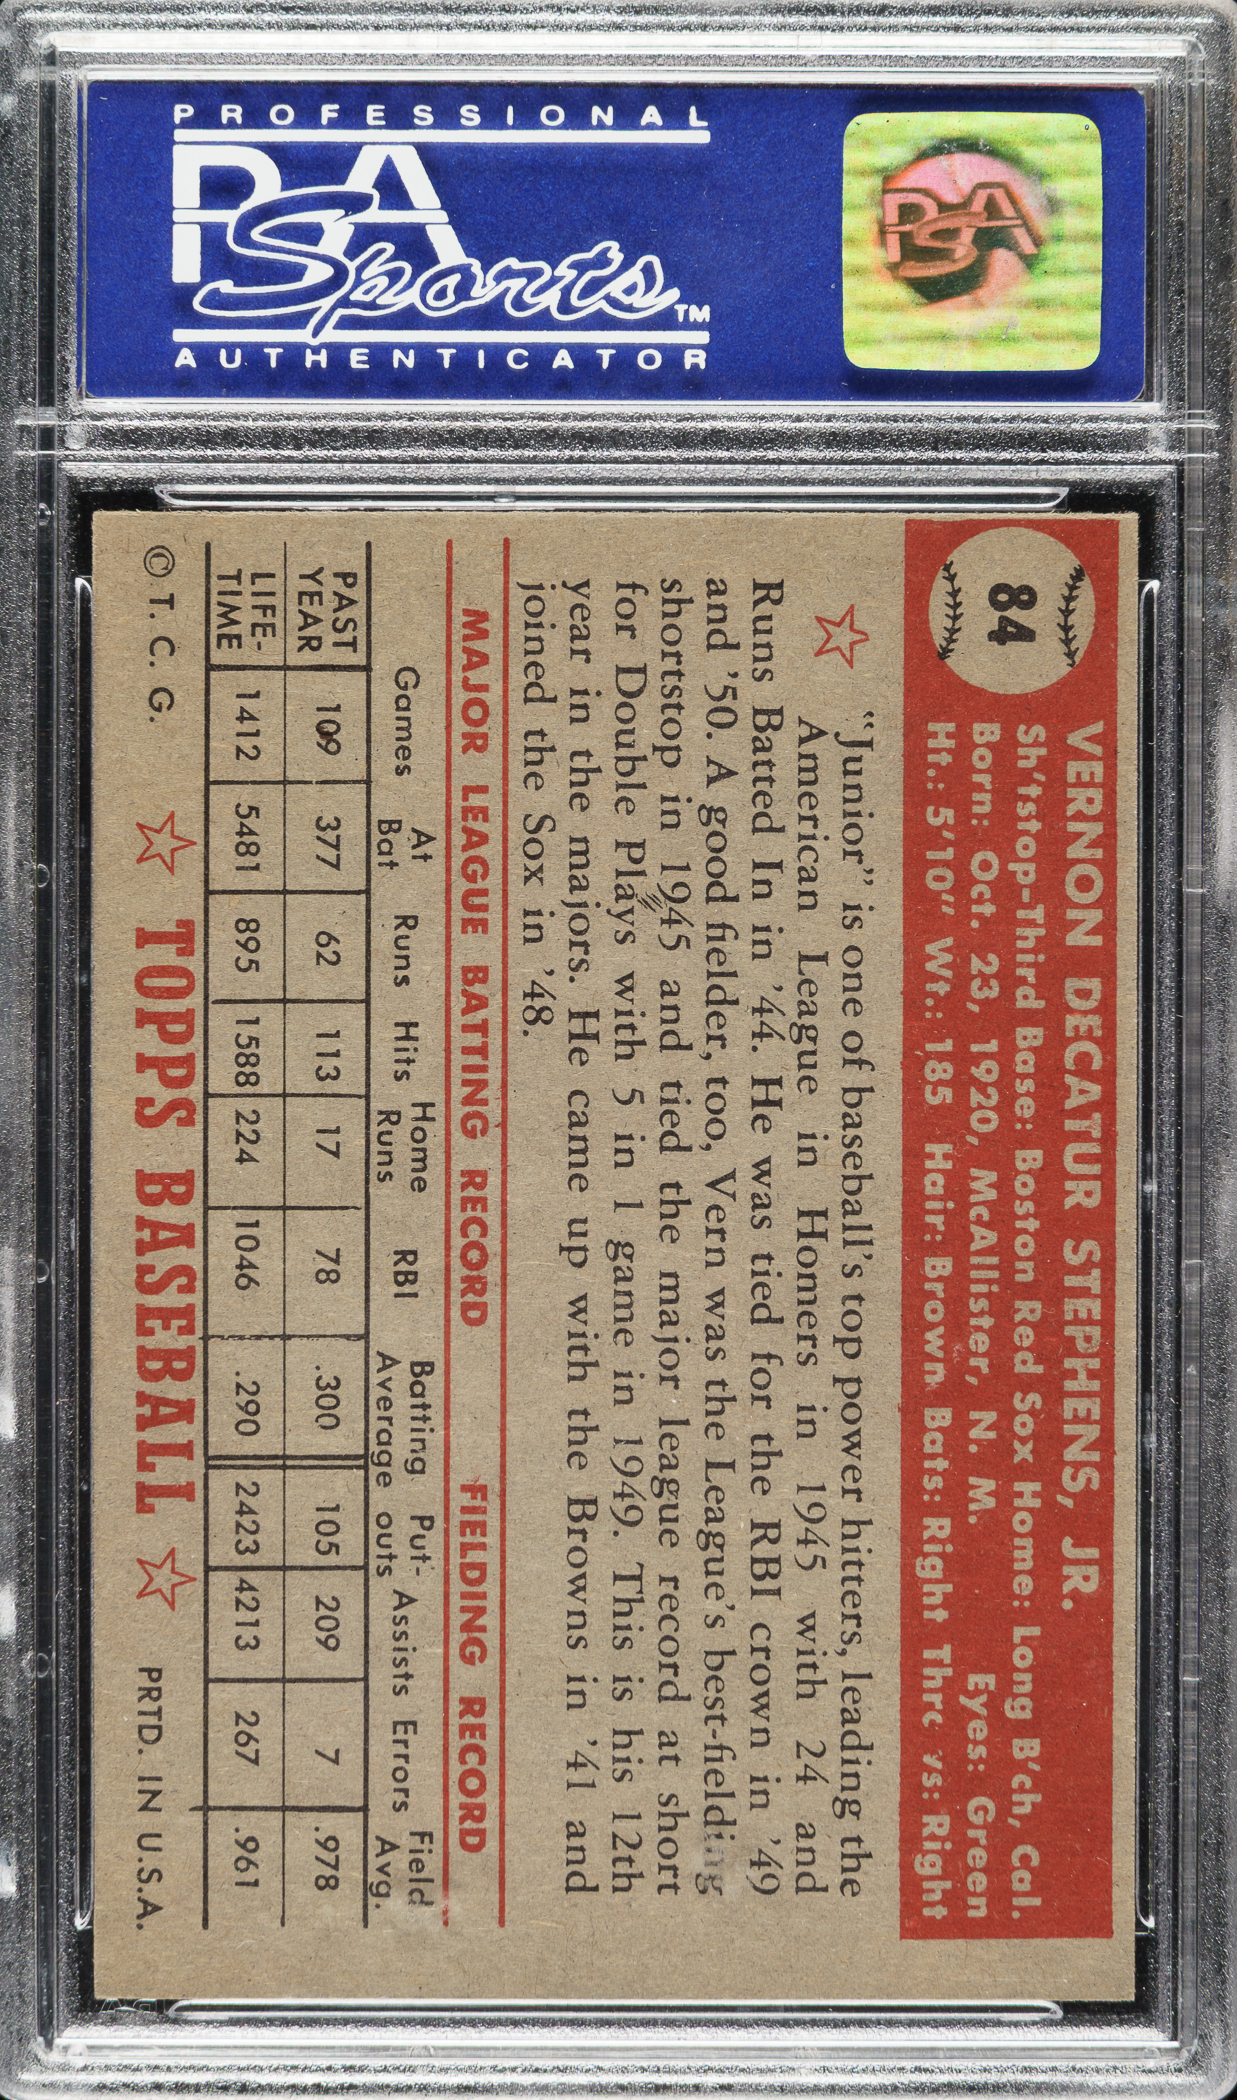 PROFESSIONAL
PSA
Sports™
AUTHENTICATOR
PSA
84
VERNON DECATUR STEPHENS, JR.
Sh'tstop-Third Base: Boston Red Sox Home: Long B'ch, Cal.
Born: Oct. 23, 1920, McAllister, N. M. Eyes: Green
Ht.: 5'10" Wt.: 185 Hair: Brown Bats: Right Thrc vs: Right
"Junior" is one of baseball's top power hitters, leading the
American League in Homers in 1945 with 24 and
Runs Batted In in '44. He was tied for the RBI crown in '49
and '50. A good fielder, too, Vern was the League's best-fielding
shortstop in 1945 and tied the major league record at short
for Double Plays with 5 in 1 game in 1949. This is his 12th
year in the majors. He came up with the Browns in '41 and
joined the Sox in '48.
MAJOR LEAGUE BATTING RECORD FIELDING RECORD
Games At Bat Runs Hits Home Runs RBI Batting Average Put-outs Assists Errors Field Avg.
PAST YEAR 109 377 62 113 17 78 .300 105 209 7 .978
LIFE-TIME 1412 5481 895 1588 224 1046 .290 2423 4213 267 .961
© T. C. G. ☆ TOPPS BASEBALL ☆ PRTD. IN U.S.A.